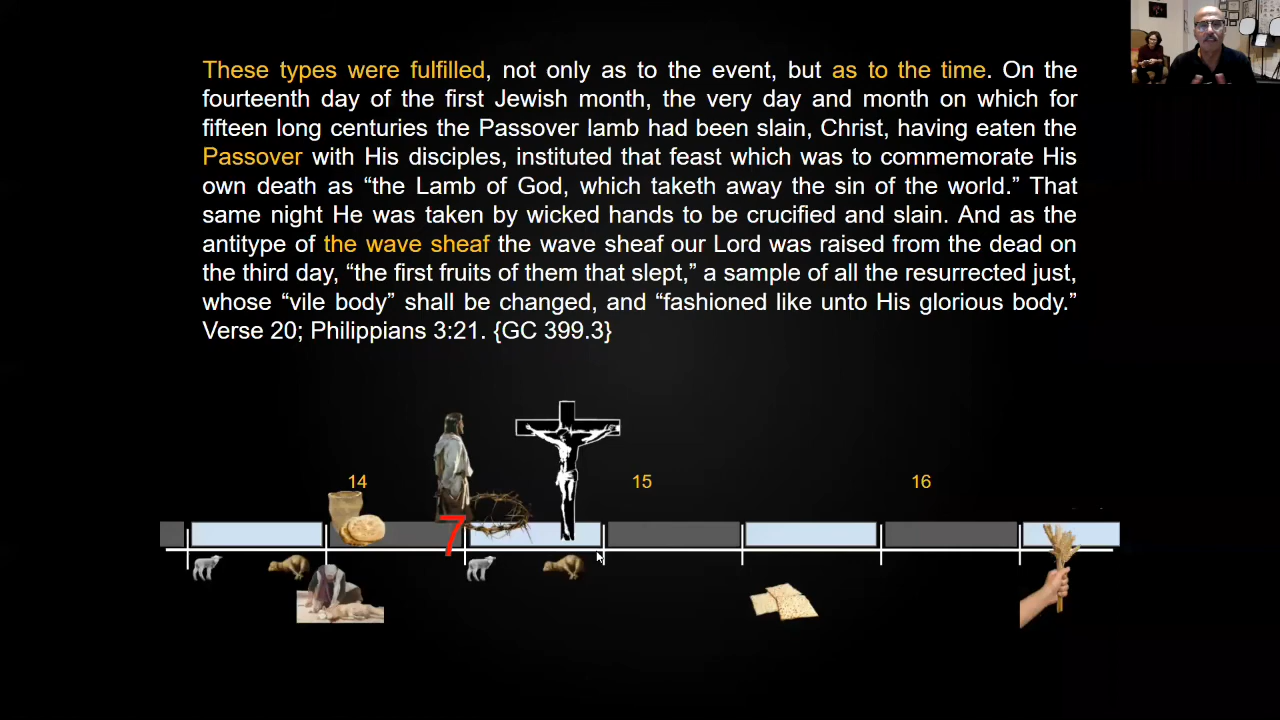 These types were fulfilled, not only as to the event, but as to the time. On the
fourteenth day of the first Jewish month, the very day and month on which for
fifteen long centuries the Passover lamb had been slain, Christ, having eaten the
Passover with His disciples, instituted that feast which was to commemorate His
own death as “the Lamb of God, which taketh away the sin of the world.” That
same night He was taken by wicked hands to be crucified and slain. And as the
antitype of the wave sheaf the wave sheaf our Lord was raised from the dead on
the third day, “the first fruits of them that slept,” a sample of all the resurrected just,
whose “vile body” shall be changed, and “fashioned like unto His glorious body.”
Verse 20; Philippians 3:21. {GC 399.3}
14
15
16
7